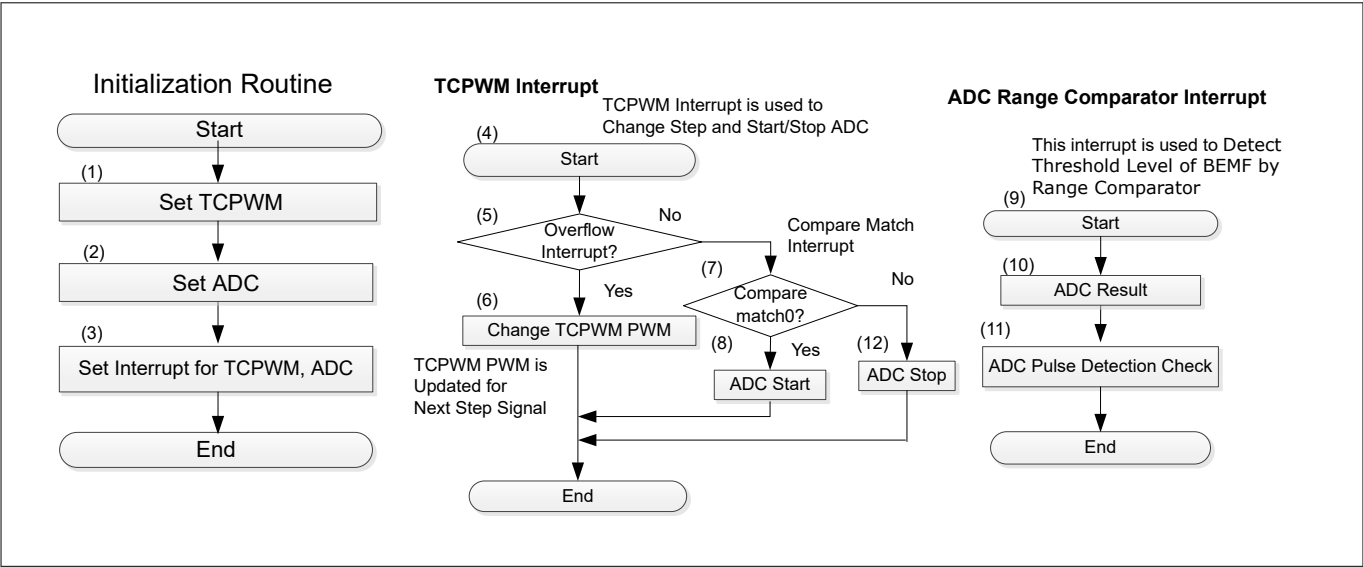 Initialization Routine
Start
(1)
Set TCPWM
(2)
Set ADC
(3)
Set Interrupt for TCPWM, ADC
End
TCPWM Interrupt
TCPWM Interrupt is used to
Change Step and Start/Stop ADC
(4)
Start
(5)
Overflow
Interrupt?
No
Yes
Compare Match
Interrupt
(6)
Change TCPWM PWM
TCPWM PWM is
Updated for
Next Step Signal
(7)
Compare
match0?
No
Yes
(8)
ADC Start
(12)
ADC Stop
End
ADC Range Comparator Interrupt
This interrupt is used to Detect
Threshold Level of BEMF by
Range Comparator
(9)
Start
(10)
ADC Result
(11)
ADC Pulse Detection Check
End